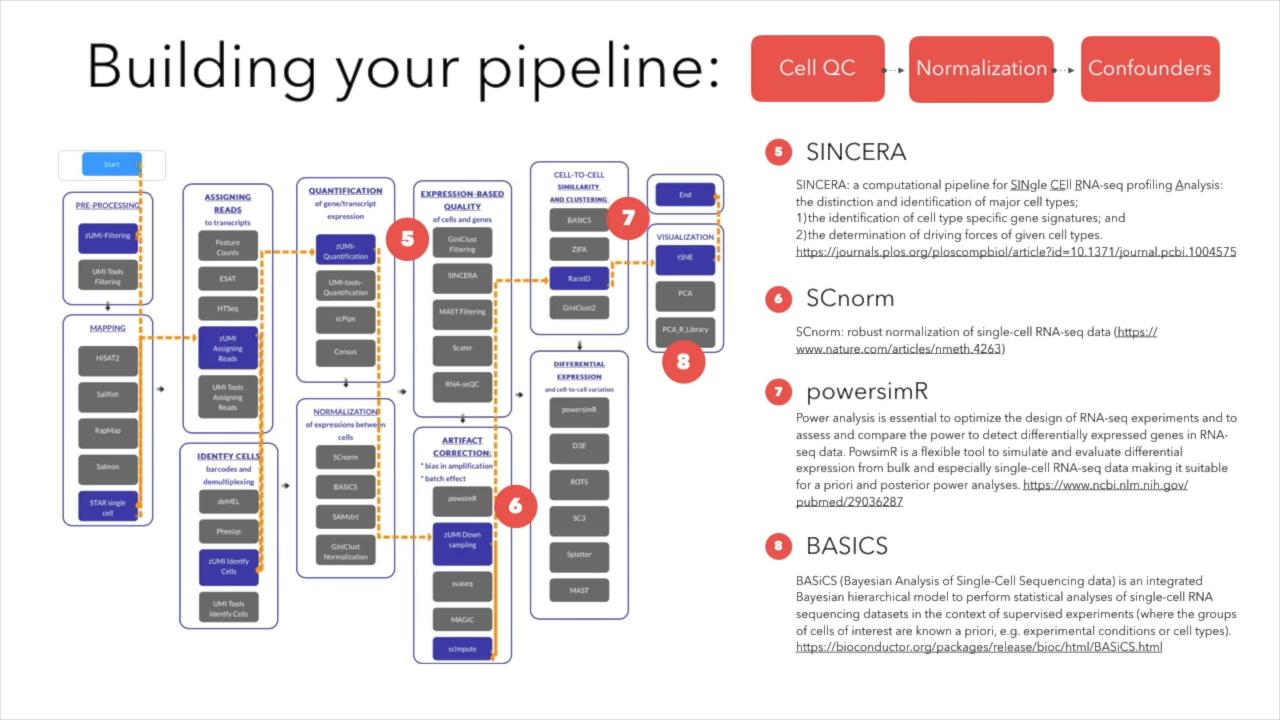 Building your pipeline:
Cell QC
Normalization
Confounders
Start
PRE-PROCESSING
zUMI-Filtering
UMI Tools
Filtering
MAPPING
HISAT2
Sailfish
RapMap
Salmon
STAR single
cell
ASSIGNING
READS
to transcripts
Feature
Counts
ESAT
HTSeq
zUMI
Assigning
Reads
UMI Tools
Assigning
Reads
IDENTFY CELLS
barcodes and
demultiplexing
deMEL
Pheniqs
zUMI Identfy
Cells
UMI Tools
Identfy Cells
QUANTIFICATION
of gene/transcript
expression
zUMI-
Quantification
UMI-tools-
Quantification
scPipe
Census
NORMALIZATION
of expressions between
cells
SCnorm
BASICS
SAMstrt
GiniClust
Normalization
5
EXPRESSION-BASED
QUALITY
of cells and genes
GiniClust
Filtering
SINCERA
MAST Filtering
Scater
RNA-seQC
ARTIFACT
CORRECTION:
* bias in amplification
* batch effect
powsimR
6
zUMI Down
sampling
svaseq
MAGIC
scImpute
CELL-TO-CELL
SIMILLARITY
AND CLUSTERING
BASICS
7
ZIFA
RaceID
GiniClust2
DIFFERENTIAL
EXPRESSION
and cell-to-cell variation
powersimR
D3E
ROTS
SC3
Splatter
MAST
End
VISUALIZATION
tSNE
PCA
PCA_R_Library
8
5 SINCERA
SINCERA: a computational pipeline for SINgle CEll RNA-seq profiling Analysis:
the distinction and identification of major cell types;
1)the identification of cell type specific gene signatures; and
2)the determination of driving forces of given cell types.
https://journals.plos.org/ploscompbiol/article?id=10.1371/journal.pcbi.1004575
6 SCnorm
SCnorm: robust normalization of single-cell RNA-seq data (https://
www.nature.com/articles/nmeth.4263)
7 powersimR
Power analysis is essential to optimize the design of RNA-seq experiments and to
assess and compare the power to detect differentially expressed genes in RNA-
seq data. PowsimR is a flexible tool to simulate and evaluate differential
expression from bulk and especially single-cell RNA-seq data making it suitable
for a priori and posterior power analyses. https://www.ncbi.nlm.nih.gov/
pubmed/29036287
8 BASICS
BASiCS (Bayesian Analysis of Single-Cell Sequencing data) is an integrated
Bayesian hierarchical model to perform statistical analyses of single-cell RNA
sequencing datasets in the context of supervised experiments (where the groups
of cells of interest are known a priori, e.g. experimental conditions or cell types).
https://bioconductor.org/packages/release/bioc/html/BASiCS.html